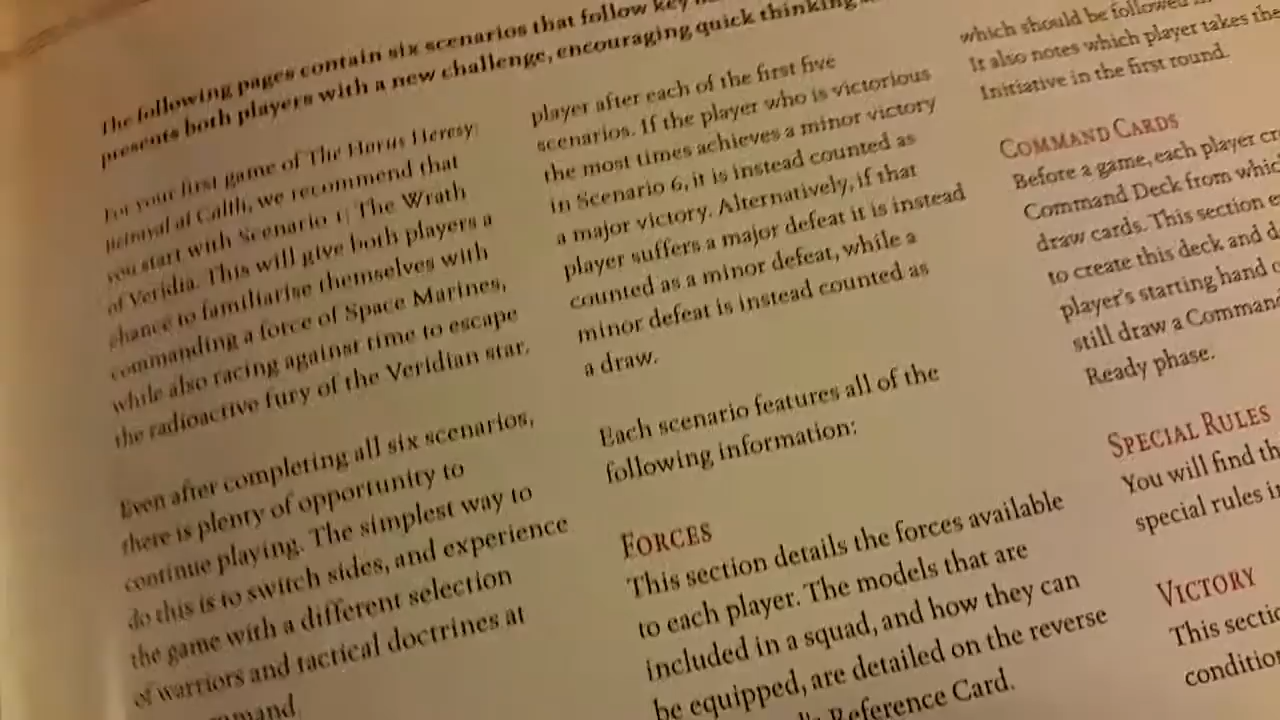 The following pages contain six scenarios that follow key
presents both players with a new challenge, encouraging quick thinking
For your first game of The Horus Heresy:
Betrayal at Calth, we recommend that
you start with Scenario 1: The Wrath
of Veridia. This will give both players a
chance to familiarise themselves with
commanding a force of Space Marines,
while also racing against time to escape
the radioactive fury of the Veridian star.
Even after completing all six scenarios,
there is plenty of opportunity to
continue playing. The simplest way to
do this is to switch sides, and experience
the game with a different selection
of warriors and tactical doctrines at
player after each of the first five
scenarios. If the player who is victorious
the most times achieves a minor victory
in Scenario 6, it is instead counted as
a major victory. Alternatively, if that
player suffers a major defeat it is instead
counted as a minor defeat, while a
minor defeat is instead counted as
a draw.
Each scenario features all of the
following information:
FORCES
This section details the forces available
to each player. The models that are
included in a squad, and how they can
be equipped, are detailed on the reverse
Reference Card.
which should be followed
It also notes which player takes the
Initiative in the first round.
COMMAND CARDS
Before a game, each player
Command Deck from
draw cards. This section
to create this deck and
player's starting hand
still draw a
Ready phase.
SPECIAL RULES
You will find
special rules
VICTORY
This